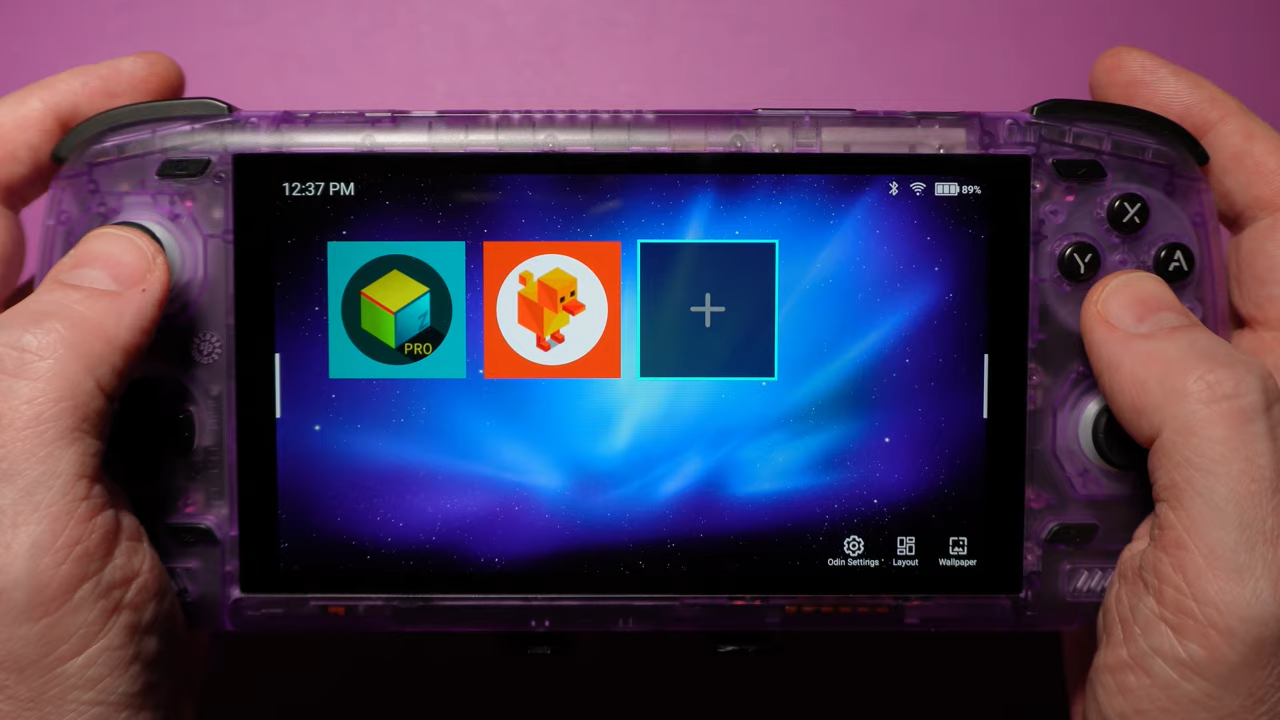 12:37 PM
89%
X
Y
A
PRO
Odin Settings
Layout
Wallpaper